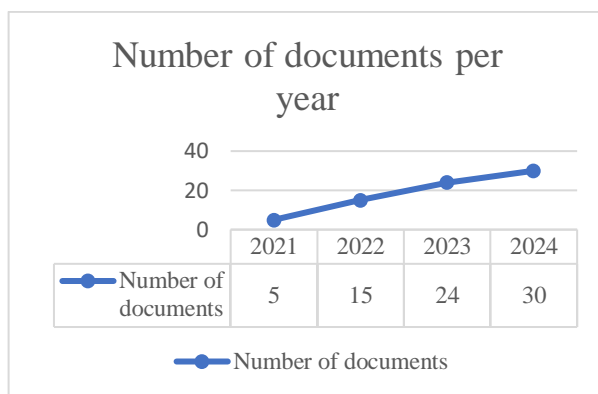 Number of documents per
year
40
20
0
2021 2022 2023 2024
Number of
documents
5 15 24 30
Number of documents